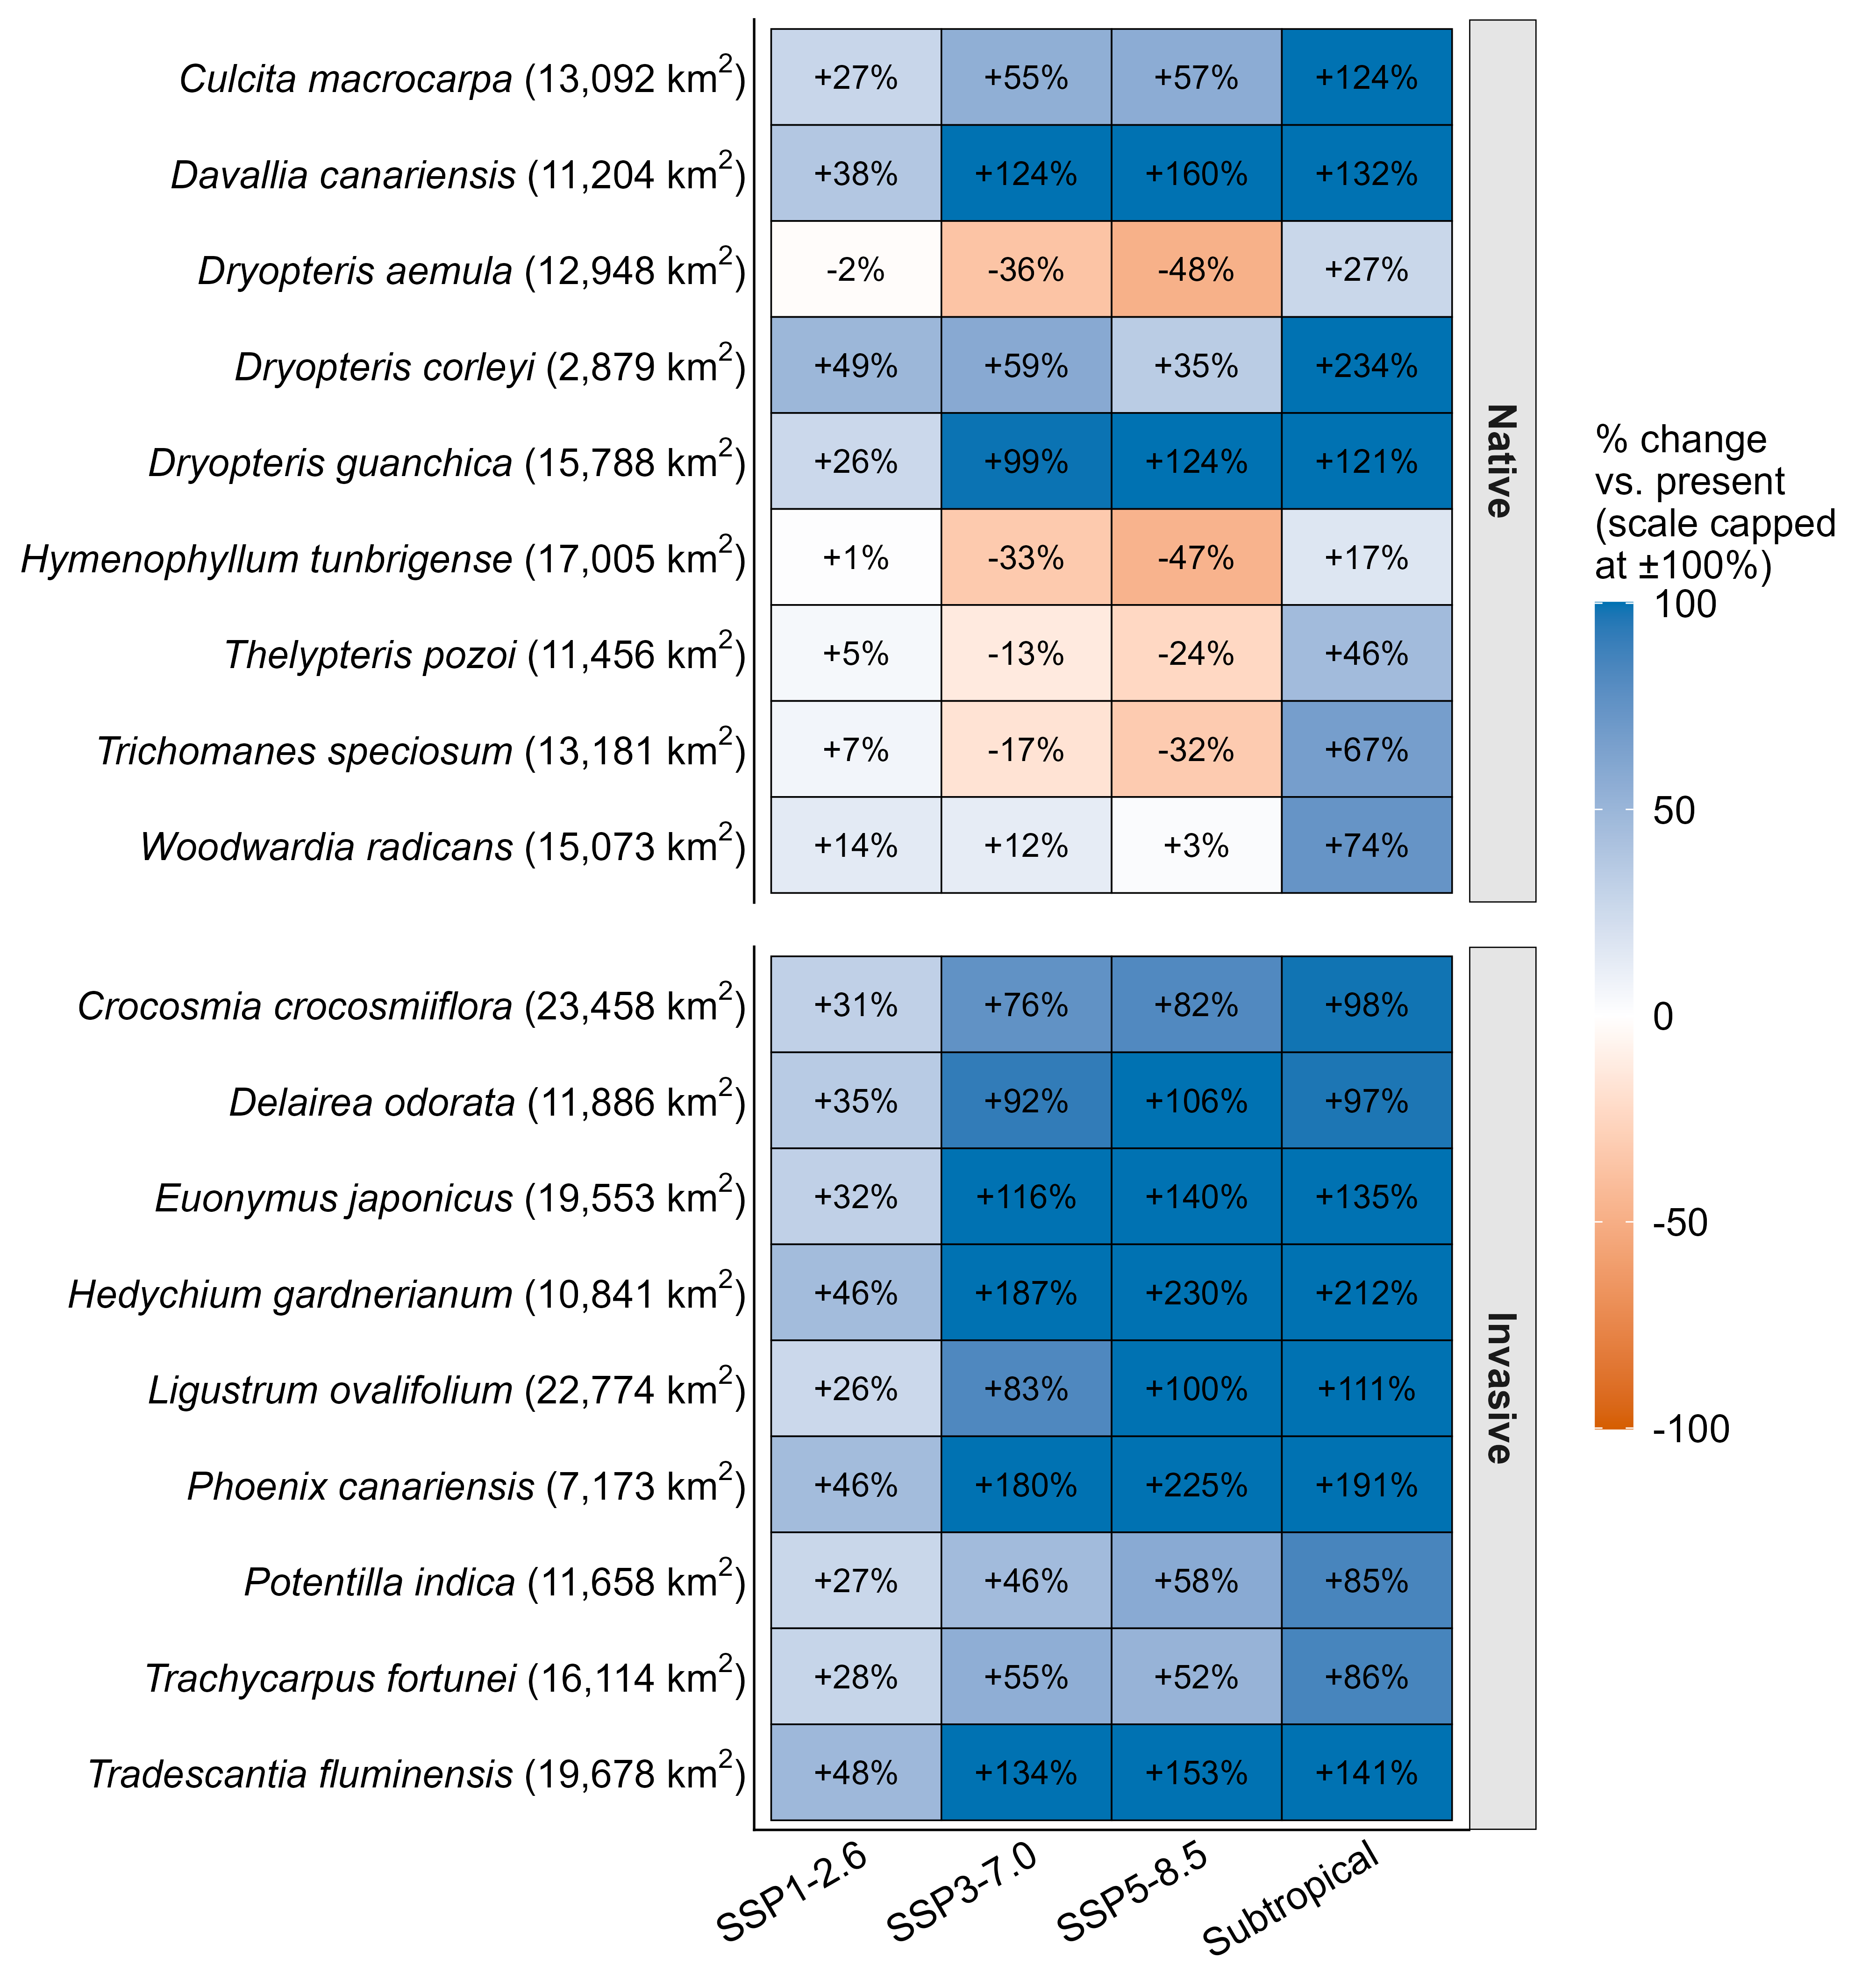 Culcita macrocarpa (13,092 km²) +27% +55% +57% +124%
Davallia canariensis (11,204 km²) +38% +124% +160% +132%
Dryopteris aemula (12,948 km²) -2% -36% -48% +27%
Dryopteris corleyi (2,879 km²) +49% +59% +35% +234%
Dryopteris guanchica (15,788 km²) +26% +99% +124% +121%
Hymenophyllum tunbrigense (17,005 km²) +1% -33% -47% +17%
Thelypteris pozoi (11,456 km²) +5% -13% -24% +46%
Trichomanes speciosum (13,181 km²) +7% -17% -32% +67%
Woodwardia radicans (15,073 km²) +14% +12% +3% +74%
Native
Crocosmia crocosmiiflora (23,458 km²) +31% +76% +82% +98%
Delairea odorata (11,886 km²) +35% +92% +106% +97%
Euonymus japonicus (19,553 km²) +32% +116% +140% +135%
Hedychium gardnerianum (10,841 km²) +46% +187% +230% +212%
Ligustrum ovalifolium (22,774 km²) +26% +83% +100% +111%
Phoenix canariensis (7,173 km²) +46% +180% +225% +191%
Potentilla indica (11,658 km²) +27% +46% +58% +85%
Trachycarpus fortunei (16,114 km²) +28% +55% +52% +86%
Tradescantia fluminensis (19,678 km²) +48% +134% +153% +141%
Invasive
SSP1-2.6 SSP3-7.0 SSP5-8.5 Subtropical
% change
vs. present
(scale capped
at ±100%)
100
50
0
-50
-100